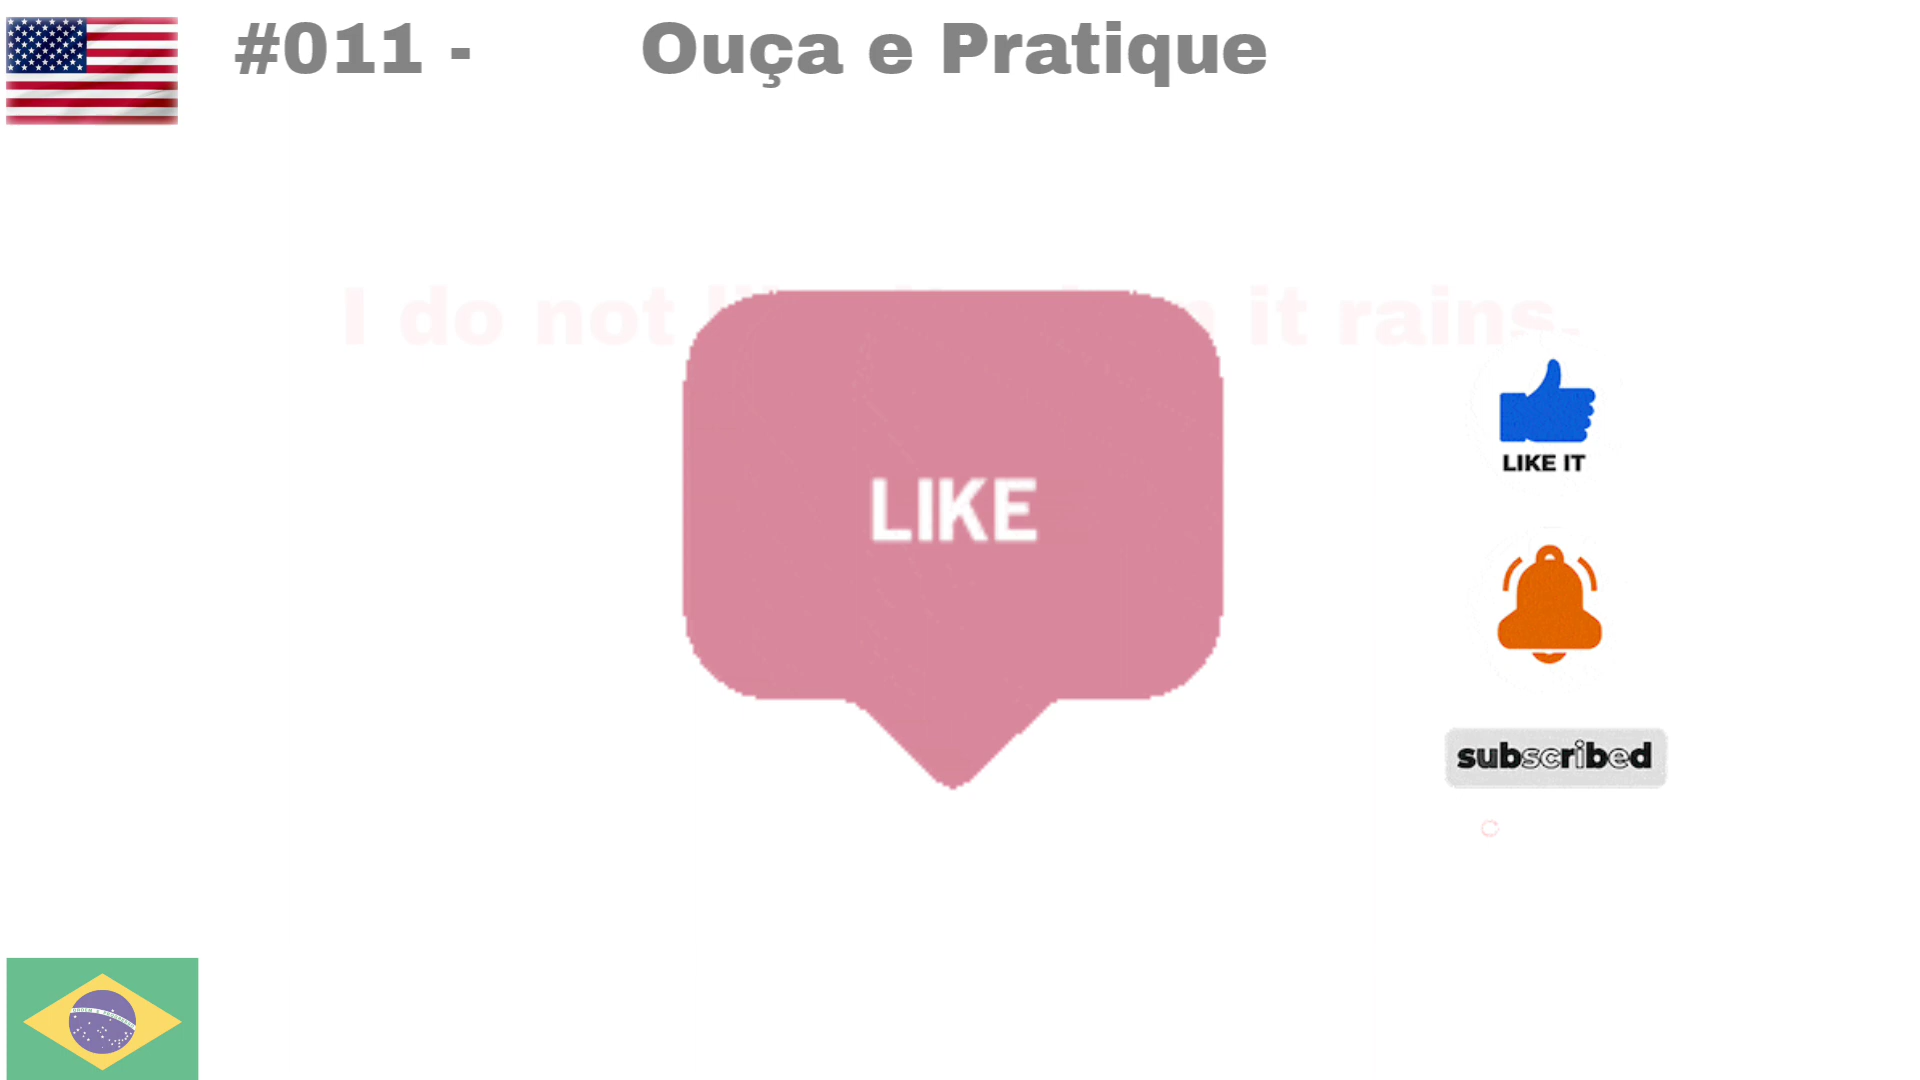 #011 - Ouça e Pratique
I do not it rains.
LIKE
LIKE IT
subscribed